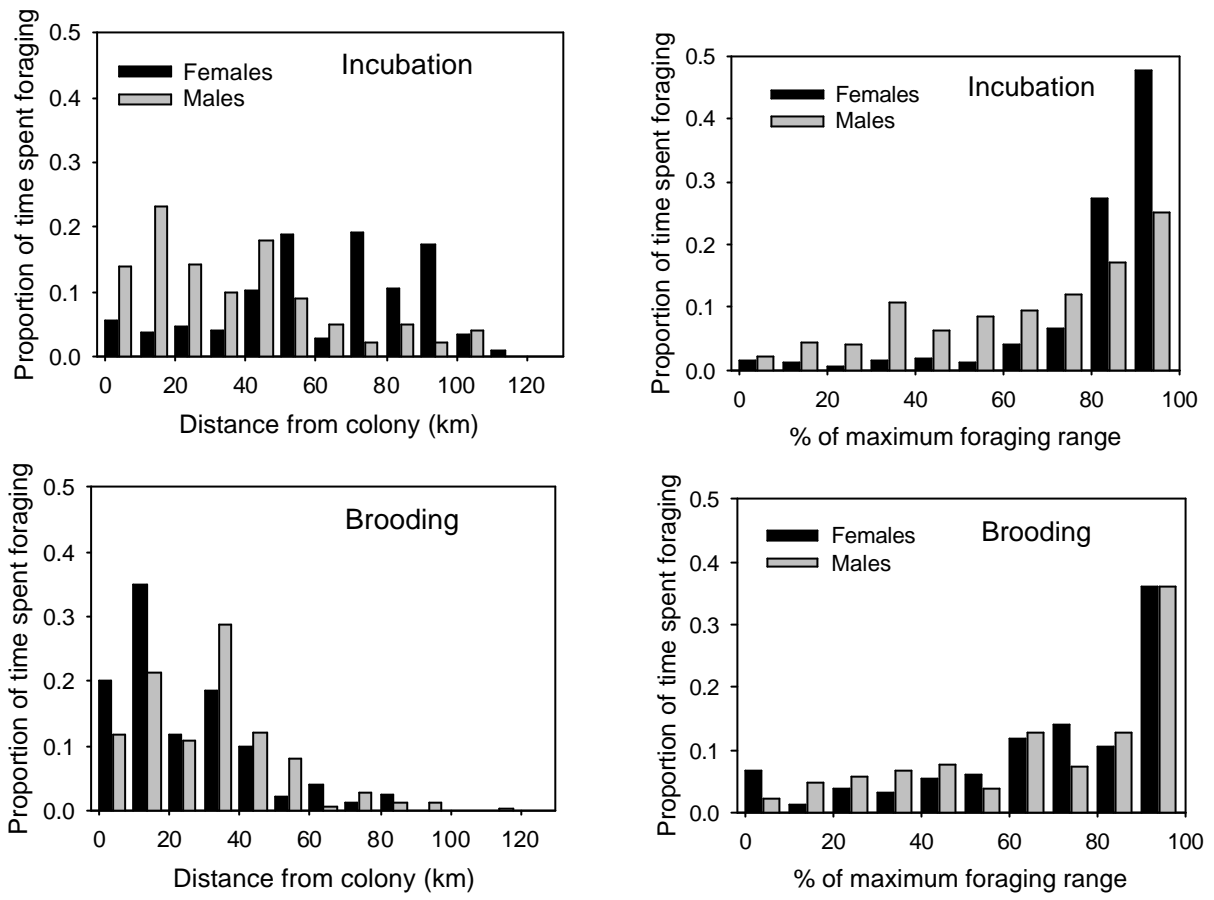 Proportion of time spent foraging
0.5
0.4
0.3
0.2
0.1
0.0
Incubation
Females
Males
0 20 40 60 80 100 120
Distance from colony (km)
Proportion of time spent foraging
0.5
0.4
0.3
0.2
0.1
0.0
Incubation
Females
Males
0 20 40 60 80 100
% of maximum foraging range
Proportion of time spent foraging
0.5
0.4
0.3
0.2
0.1
0.0
Brooding
0 20 40 60 80 100 120
Distance from colony (km)
Proportion of time spent foraging
0.5
0.4
0.3
0.2
0.1
0.0
Brooding
Females
Males
0 20 40 60 80 100
% of maximum foraging range